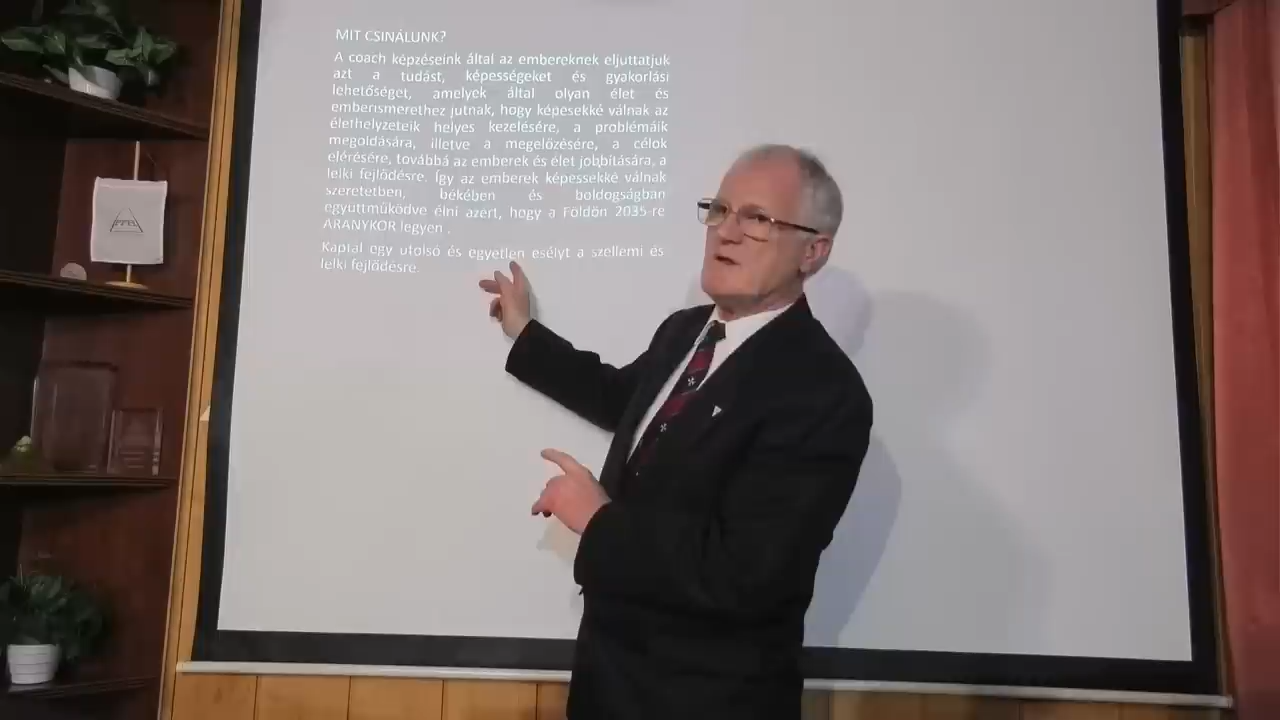 MIT CSINÁLUNK?
A coach képzéseink által az embereknek eljuttatjuk
azt a tudást, képességeket és gyakorlási
lehetőséget, amelyek által olyan élet és
emberismerethez jutnak, hogy képesekké válnak az
élethelyzeteik helyes kezelésére, a problémáik
megoldására, illetve a megelőzésére, a célok
elérésére, továbbá az emberek és élet jobbítására, a
lelki fejlődésre. Így az emberek képessekké válnak
szeretetben, békében és boldogságban
együttműködve élni azért, hogy a Földön 2035-re
ARANYKOR legyen .
Kaptál egy utolsó és egyetlen esélyt a szellemi és
lelki fejlődésre.